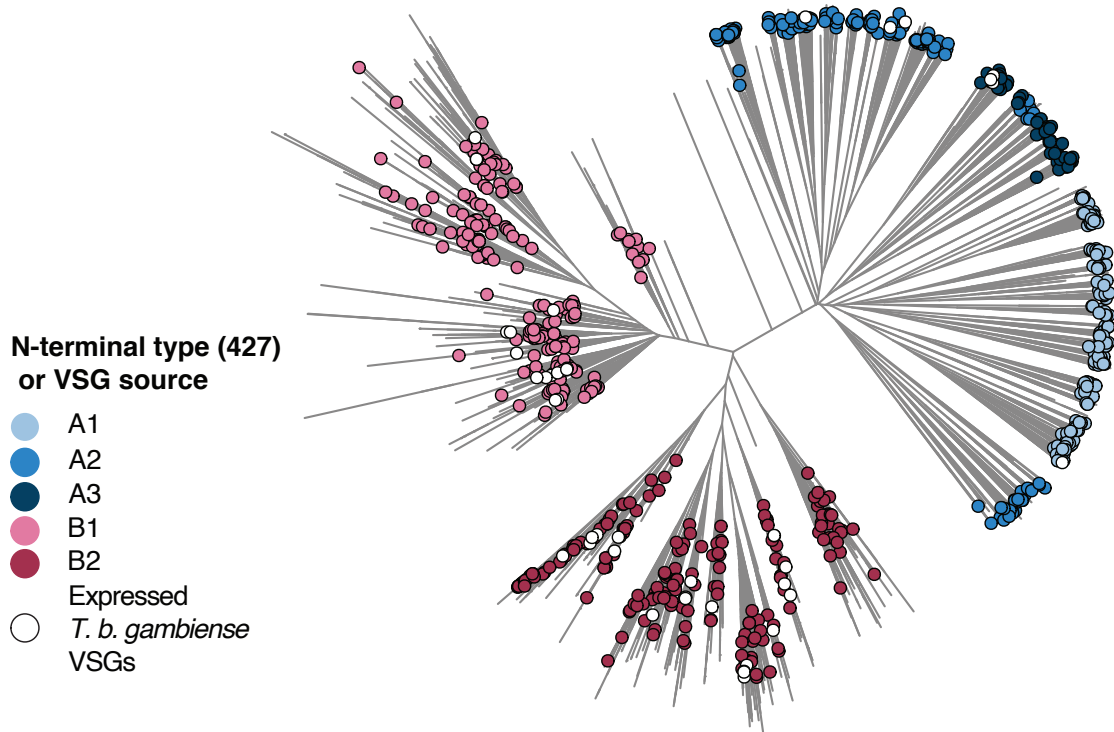 N-terminal type (427)
or VSG source
A1
A2
A3
B1
B2
Expressed
T. b. gambiense
VSGs